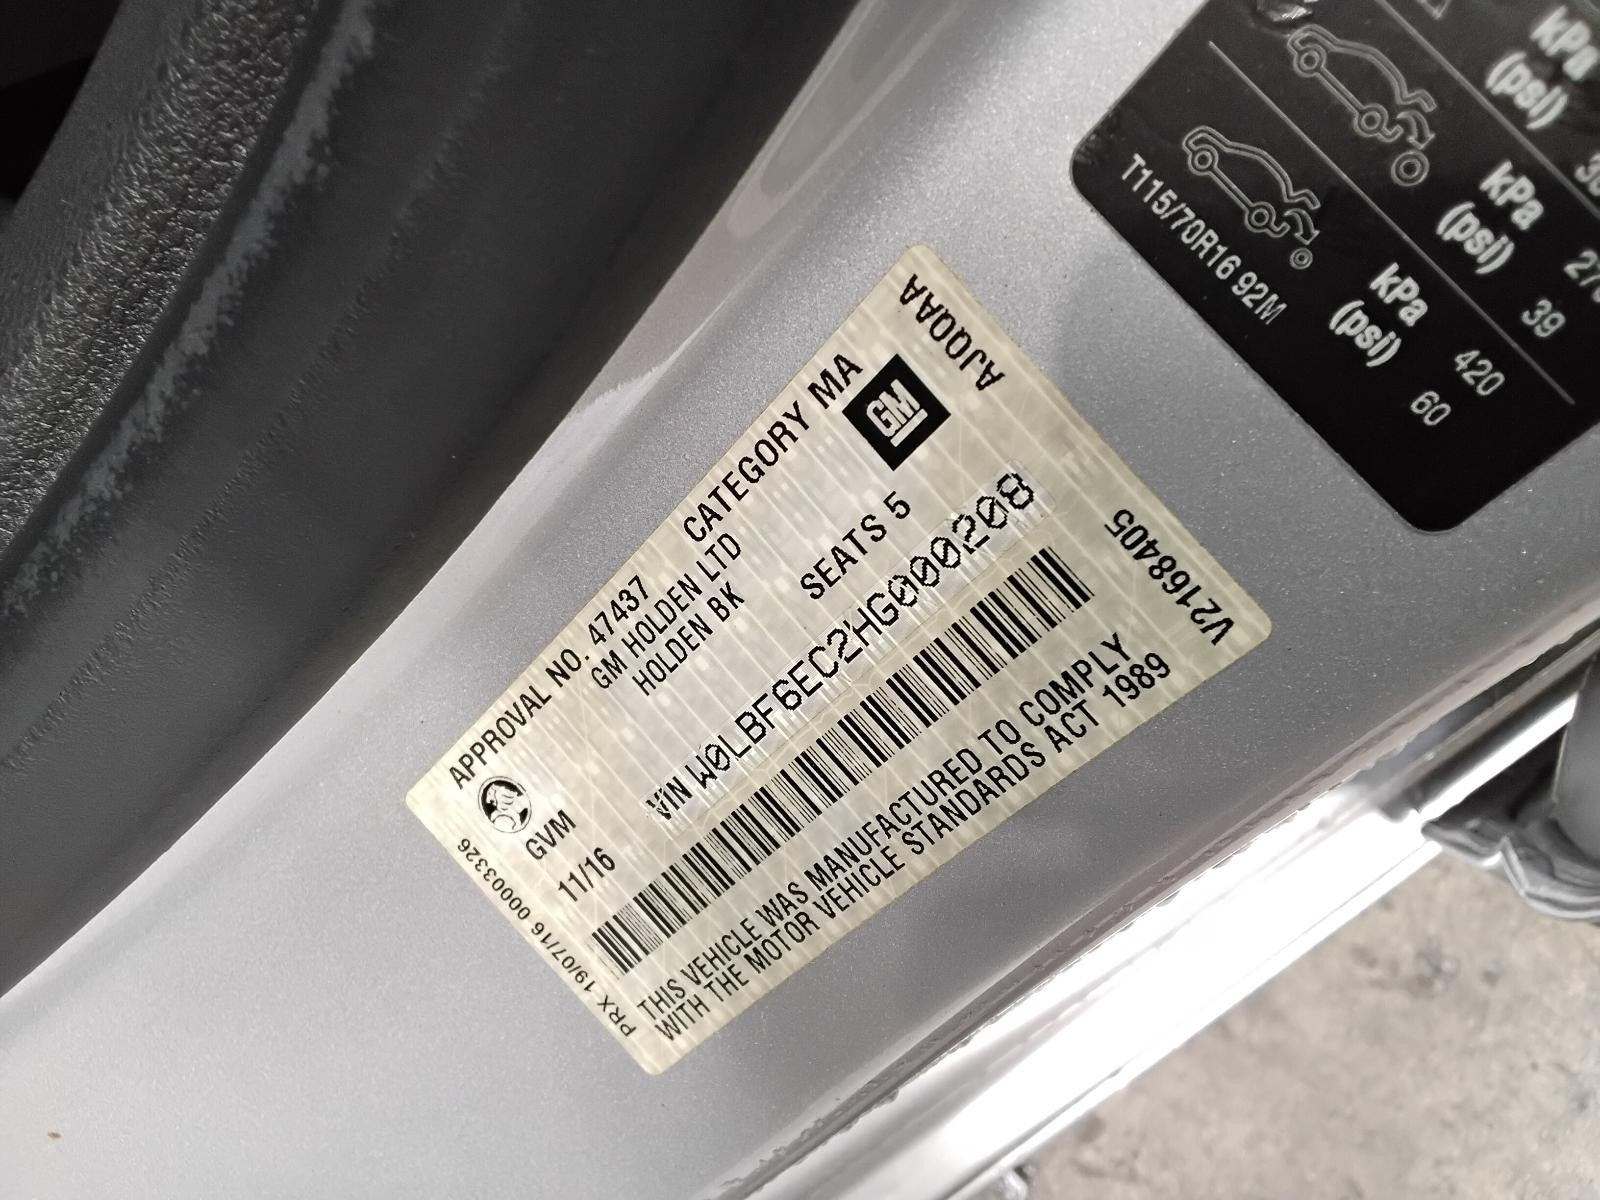 APPROVAL NO. 47437
CATEGORY MA
GM HOLDEN LTD
HOLDEN BK
GVM
SEATS 5
GM
11/16
VIN W0LBF6EC2HG000208
THIS VEHICLE WAS MANUFACTURED TO COMPLY
WITH THE MOTOR VEHICLE STANDARDS ACT 1989
PRX 19/07/16 00003326
AJQQAA
V2168405
kPa
(psi)
kPa
(psi)
39
T115/70R16 92M
kPa 420
(psi) 60